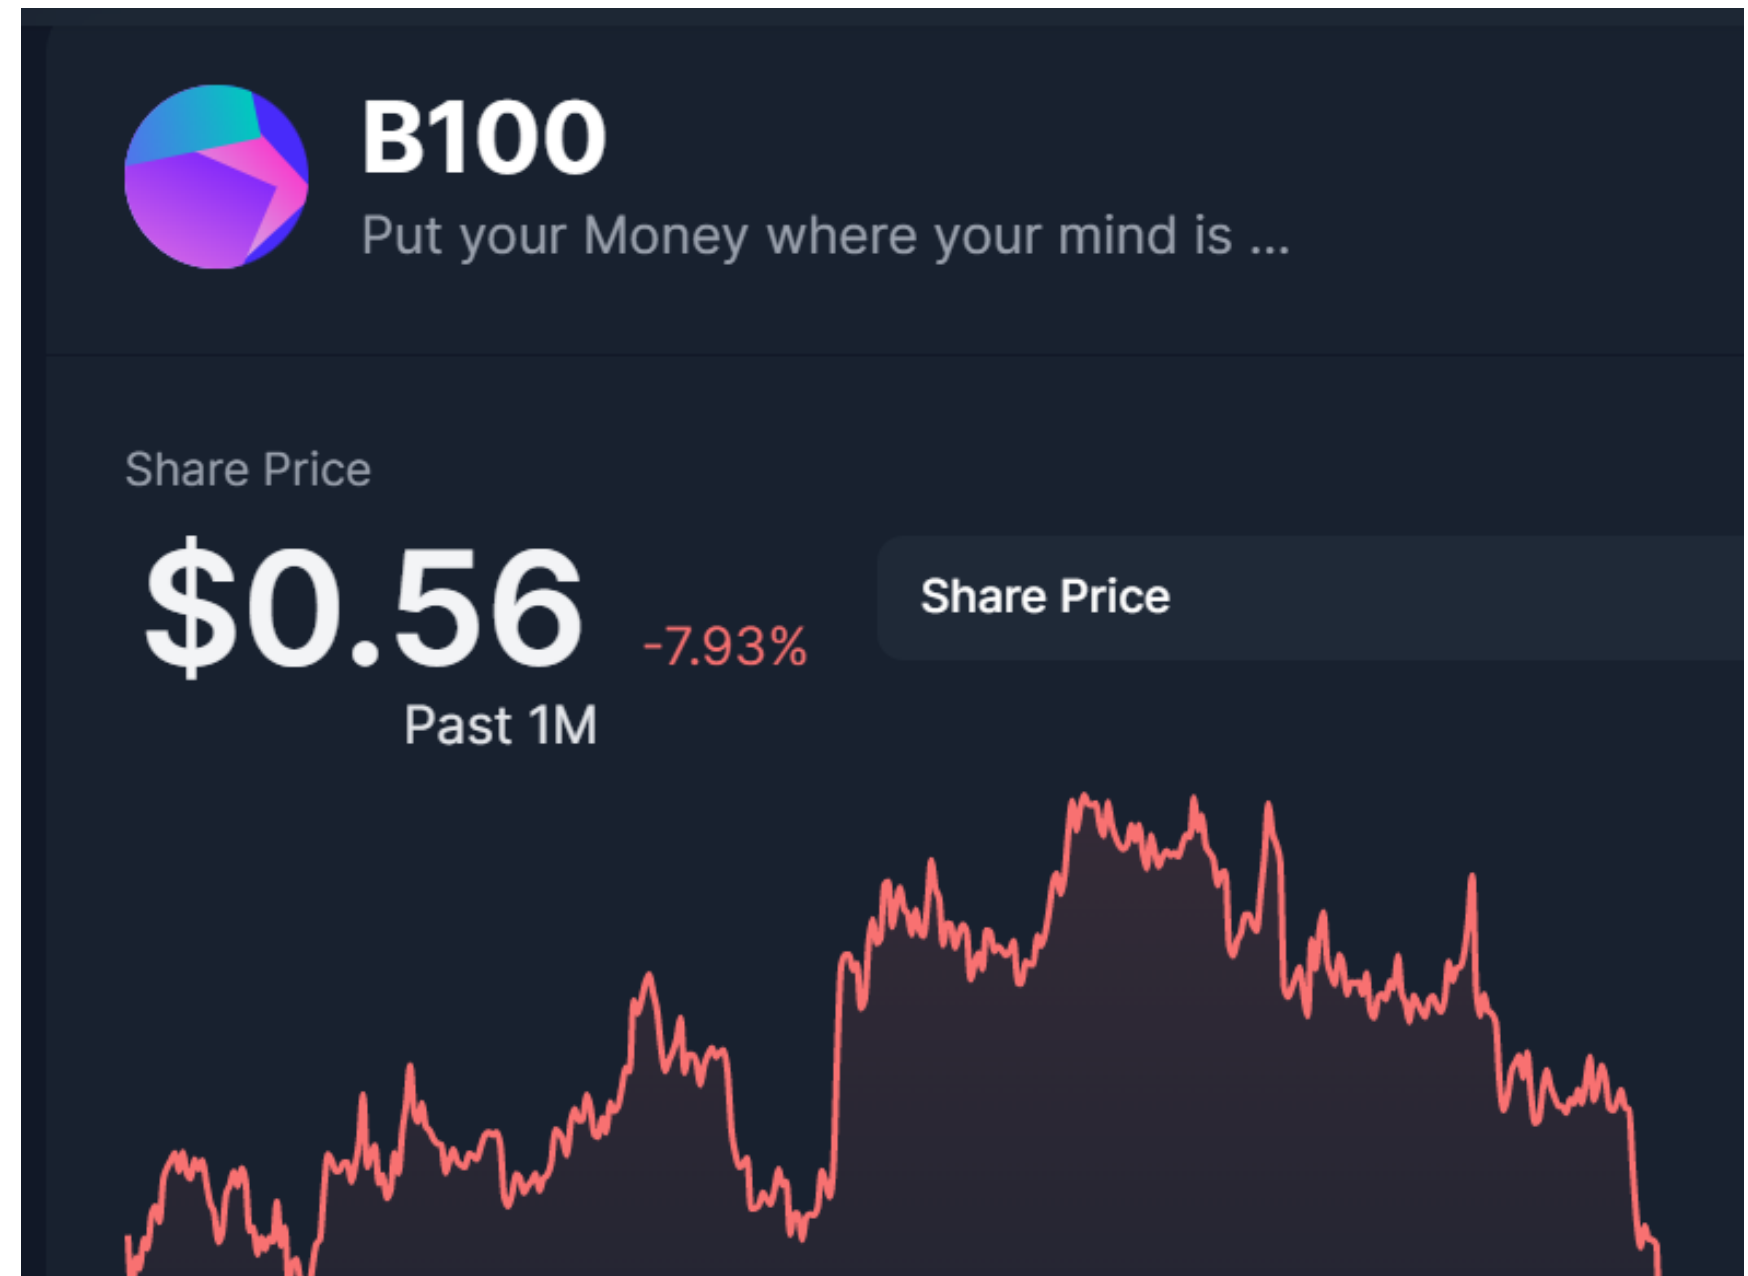 B100
Put your Money where your mind is ...
Share Price
$0.56 -7.93%
Share Price
Past 1M